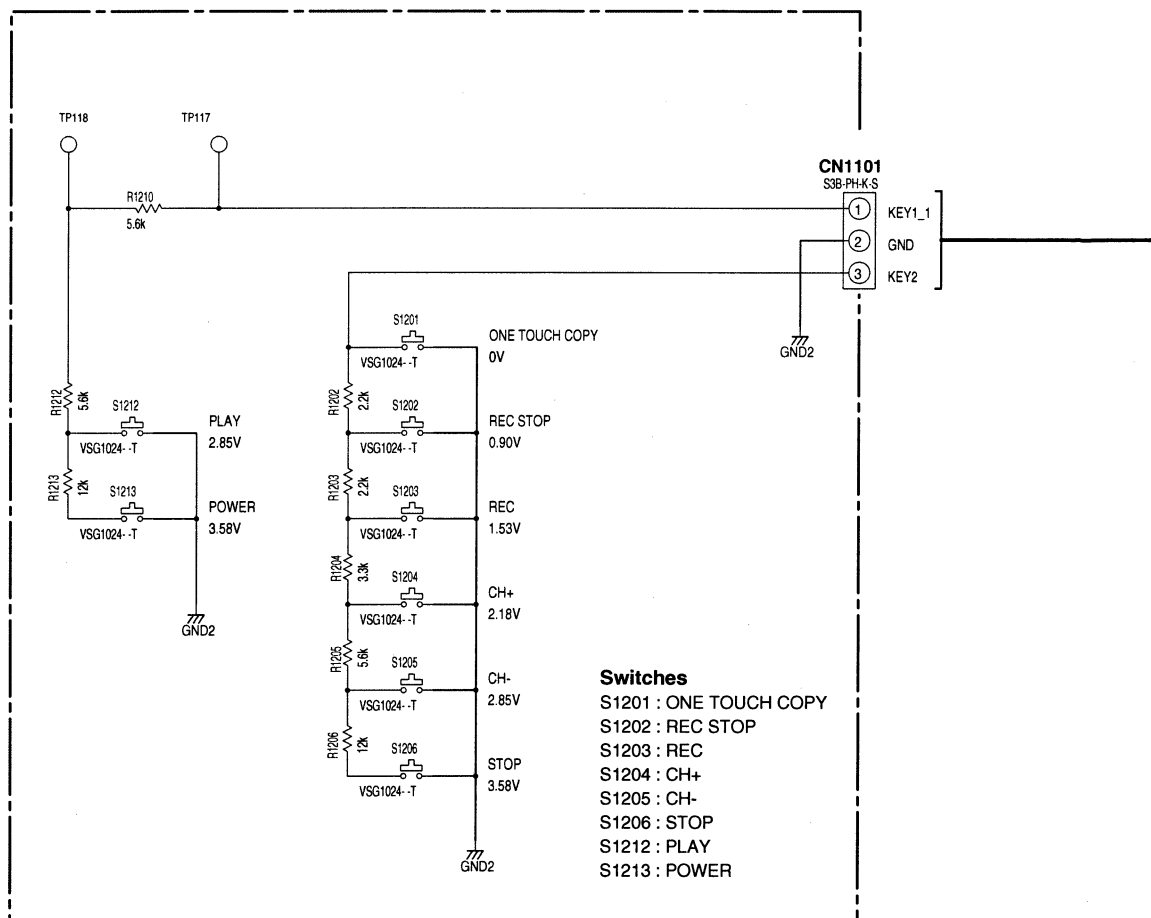 TP118
TP117
CN1101
S3B-PH-K-S
R1210
5.6k
1 KEY1_1
2 GND
3 KEY2
GND2
S1201
VSG1024- -T
ONE TOUCH COPY
0V
R1202
2.2k
S1202
VSG1024- -T
REC STOP
0.90V
R1212
5.6k
S1212
VSG1024- -T
PLAY
2.85V
R1203
2.2k
S1203
VSG1024- -T
REC
1.53V
R1213
12k
S1213
VSG1024- -T
POWER
3.58V
GND2
R1204
3.3k
S1204
VSG1024- -T
CH+
2.18V
R1205
5.6k
S1205
VSG1024- -T
CH-
2.85V
R1206
12k
S1206
VSG1024- -T
STOP
3.58V
GND2
Switches
S1201 : ONE TOUCH COPY
S1202 : REC STOP
S1203 : REC
S1204 : CH+
S1205 : CH-
S1206 : STOP
S1212 : PLAY
S1213 : POWER